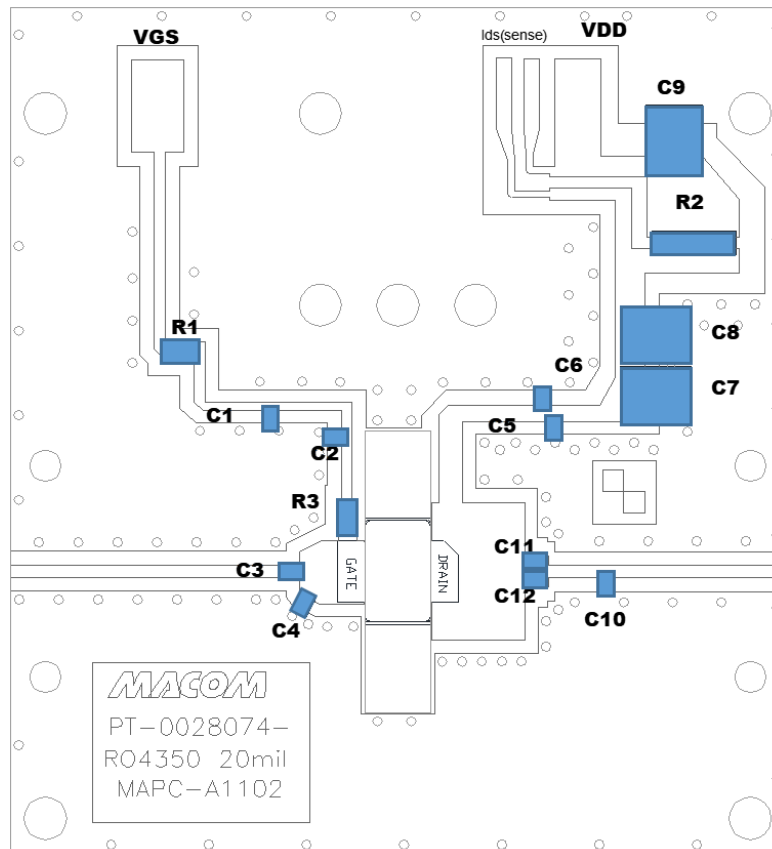 VGS
Ids(sense)
VDD
C9
R2
R1
C8
C6
C7
C1
C5
C2
R3
C11
C3
GATE
DRAIN
C12
C4
C10
MACOM
PT-0028074-
RO4350 20mil
MAPC-A1102